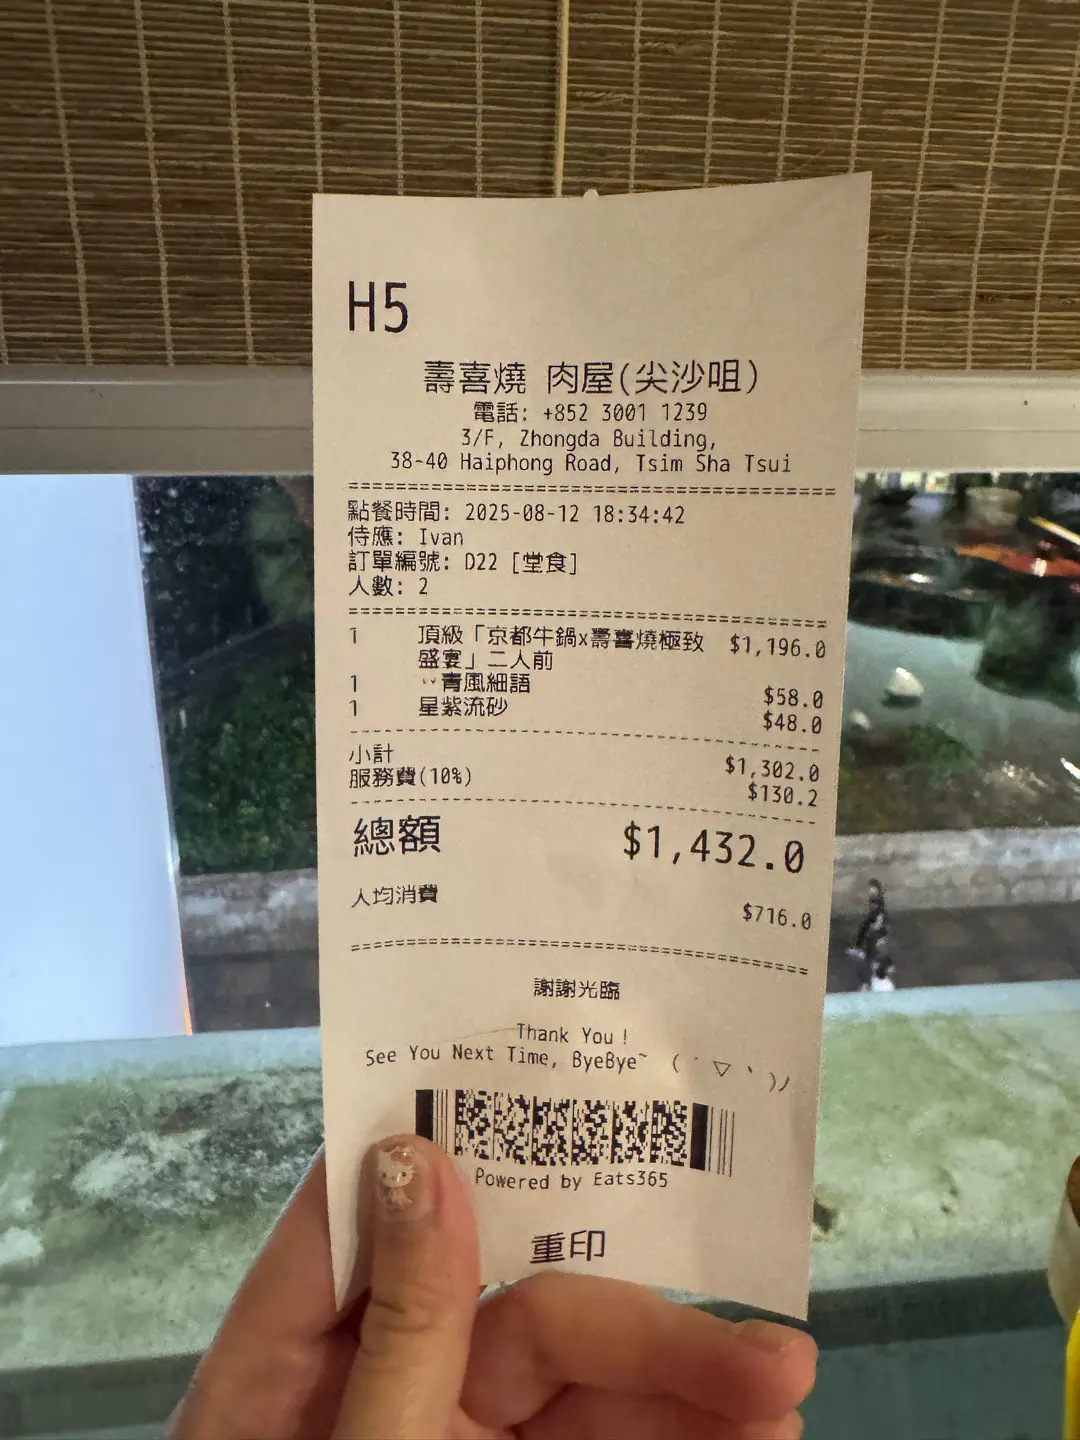 H5
壽喜燒 肉屋(尖沙咀)
電話: +852 3001 1239
3/F, Zhongda Building,
38-40 Haiphong Road, Tsim Sha Tsui
點餐時間: 2025-08-12 18:34:42
侍應: Ivan
訂單編號: D22 [堂食]
人數: 2
1 頂級「京都牛鍋x壽喜燒極致 $1,196.0
盛宴」二人前
1 青風細語 $58.0
1 星紫流砂 $48.0
小計 $1,302.0
服務費(10%) $130.2
總額 $1,432.0
人均消費 $716.0
謝謝光臨
Thank You !
See You Next Time, ByeBye~ ( ´ ▽ ` )ﾉ
Powered by Eats365
重印